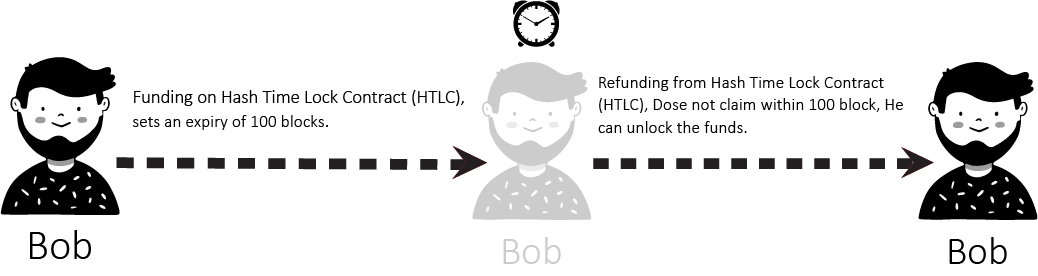 Funding on Hash Time Lock Contract (HTLC),
sets an expiry of 100 blocks.
Refunding from Hash Time Lock Contract
(HTLC), Dose not claim within 100 block, He
can unlock the funds.
Bob
Bob
Bob